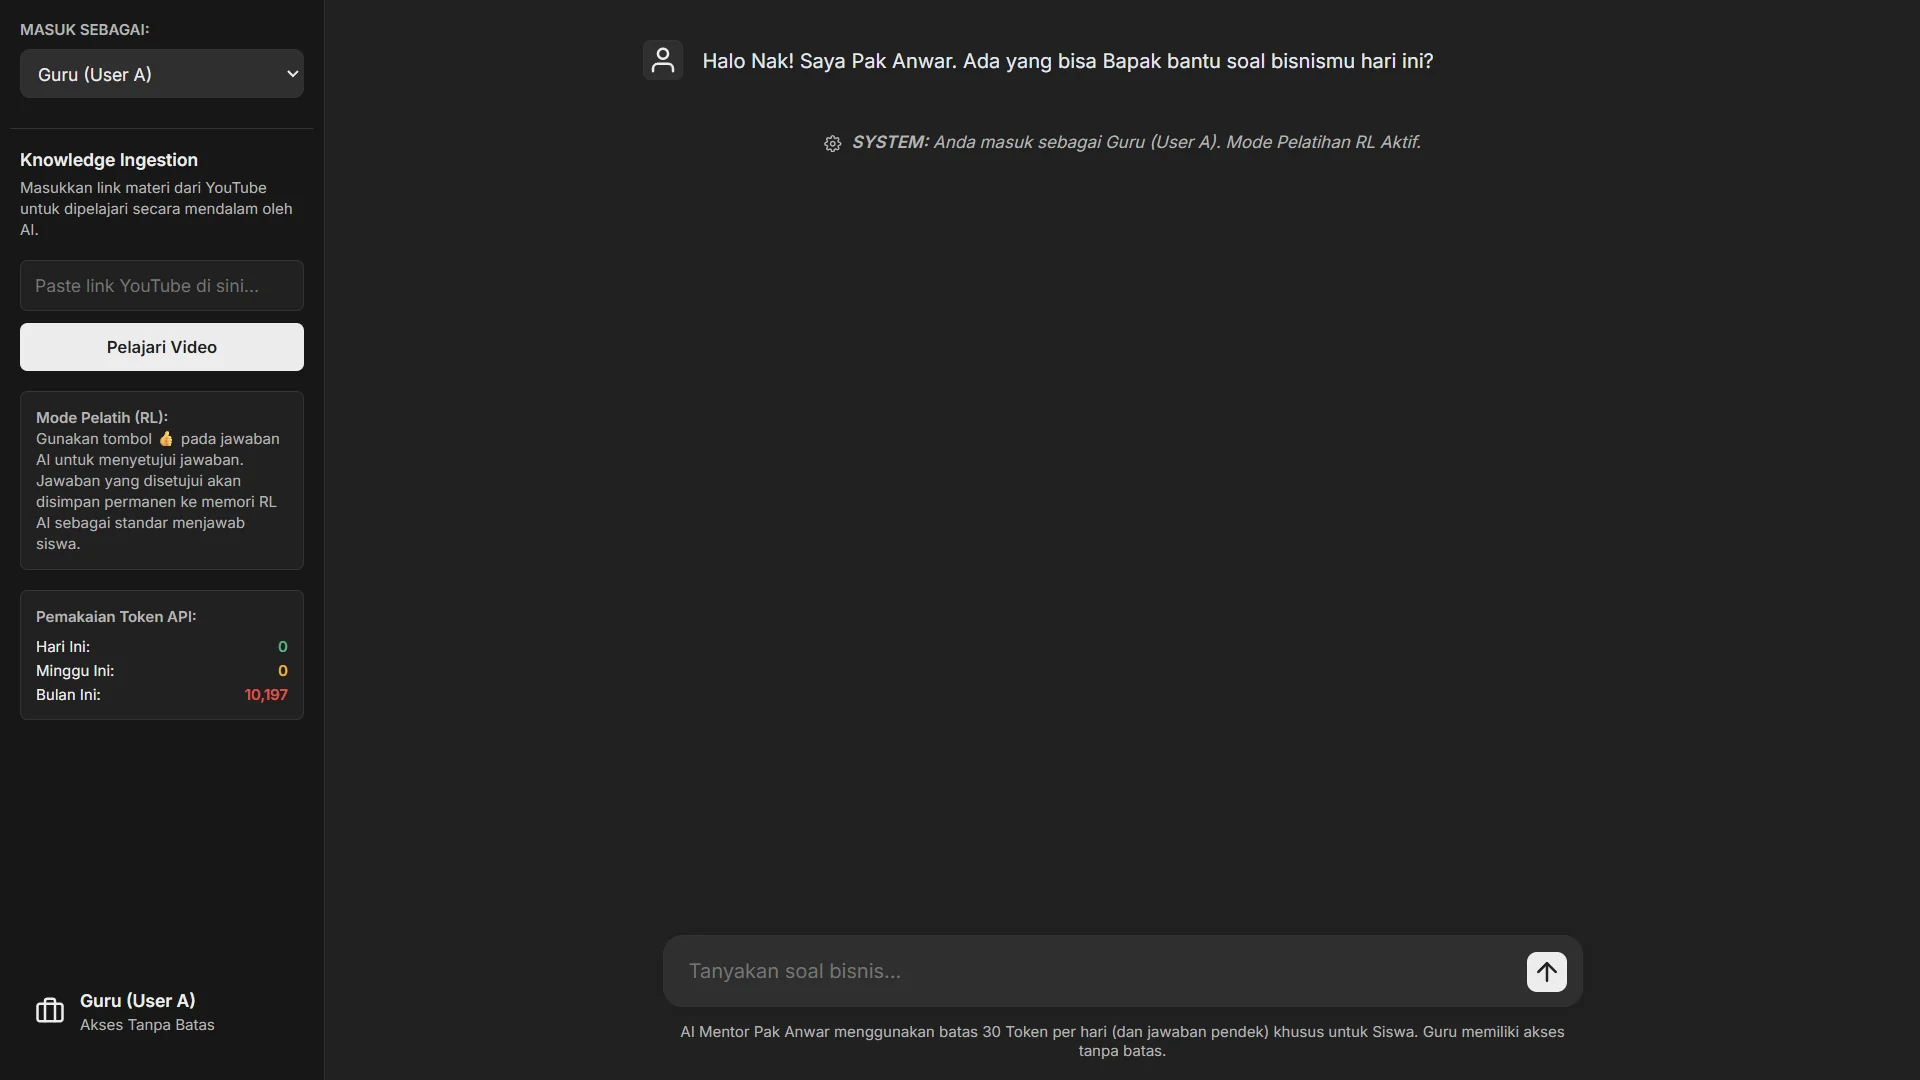 MASUK SEBAGAI:
Guru (User A)
Knowledge Ingestion
Masukkan link materi dari YouTube
untuk dipelajari secara mendalam oleh
AI.
Paste link YouTube di sini...
Pelajari Video
Mode Pelatih (RL):
Gunakan tombol 👍 pada jawaban
AI untuk menyetujui jawaban.
Jawaban yang disetujui akan
disimpan permanen ke memori RL
AI sebagai standar menjawab
siswa.
Pemakaian Token API:
Hari Ini: 0
Minggu Ini: 0
Bulan Ini: 10,197
Guru (User A)
Akses Tanpa Batas
Halo Nak! Saya Pak Anwar. Ada yang bisa Bapak bantu soal bisnismu hari ini?
SYSTEM: Anda masuk sebagai Guru (User A). Mode Pelatihan RL Aktif.
Tanyakan soal bisnis...
AI Mentor Pak Anwar menggunakan batas 30 Token per hari (dan jawaban pendek) khusus untuk Siswa. Guru memiliki akses
tanpa batas.